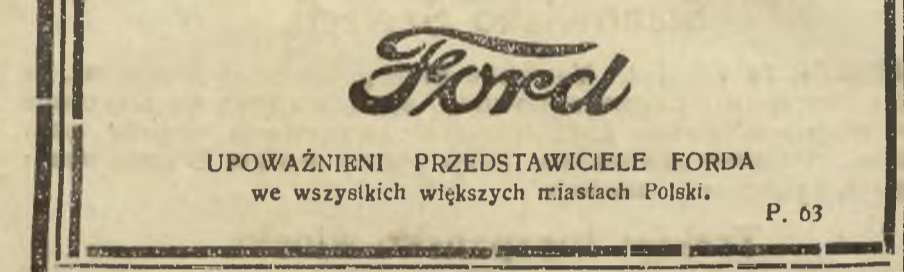 Ford
UPOWAŻNIENI PRZEDSTAWICIELE FORDA
we wszystkich większych miastach Polski.
P. 63